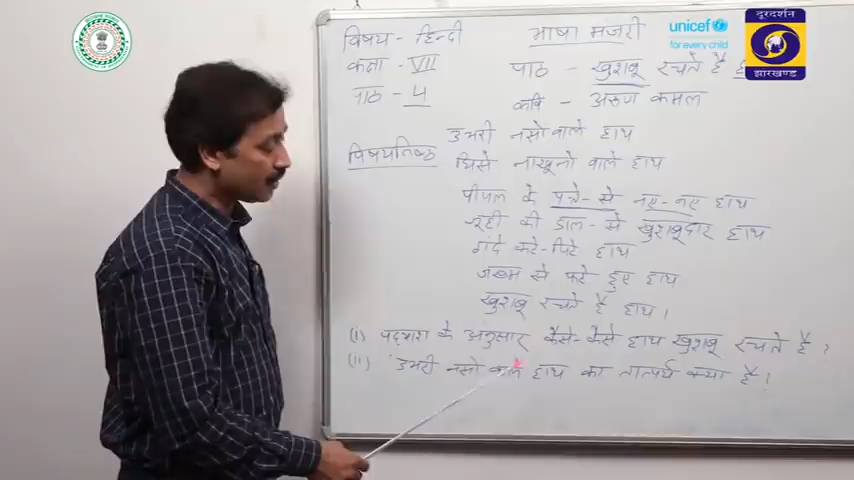 विषय - हिन्दी
भाषा मंजरी
कक्षा - VII
पाठ - खुशबू रचते हैं
पाठ - 4
कवि - अरुण कमल
उभरी नसों वाले हाथ
विषयनिष्ठ
घिसे नाखूनों वाले हाथ
पीपल के पत्ते-से नए-नए हाथ
जूही की डाल-से खुशबूदार हाथ
गंदे कटे-पिटे हाथ
जख्म से फटे हुए हाथ
खुशबू रचते हैं हाथ।
(i) पद्यांश के अनुसार कैसे-कैसे हाथ खुशबू रचते हैं ?
(ii) 'उभरी नसों वाले हाथ का तात्पर्य क्या है !
unicef
for every child
दूरदर्शन
झारखण्ड